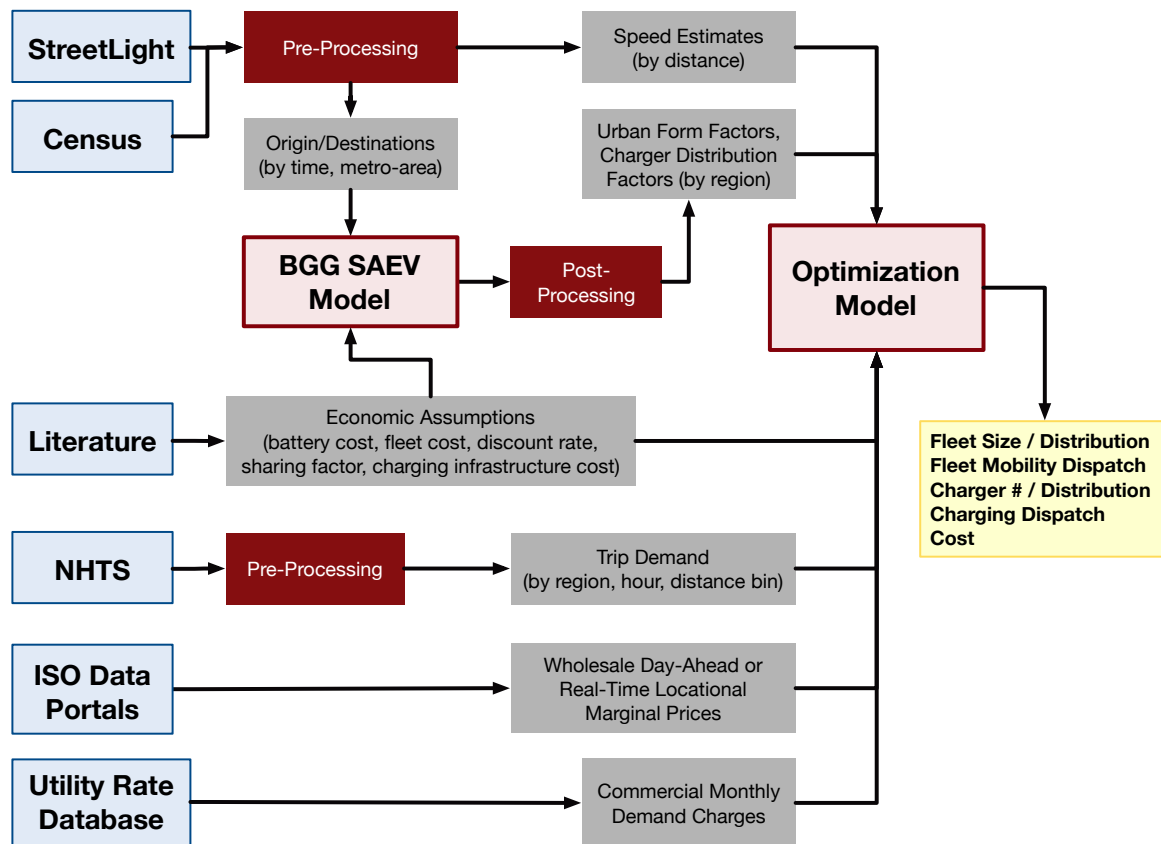 StreetLight
Pre-Processing
Speed Estimates
(by distance)
Census
Origin/Destinations
(by time, metro-area)
Urban Form Factors,
Charger Distribution
Factors (by region)
BGG SAEV
Model
Post-
Processing
Optimization
Model
Literature
Economic Assumptions
(battery cost, fleet cost, discount rate,
sharing factor, charging infrastructure cost)
Fleet Size / Distribution
Fleet Mobility Dispatch
Charger # / Distribution
Charging Dispatch
Cost
NHTS
Pre-Processing
Trip Demand
(by region, hour, distance bin)
ISO Data
Portals
Wholesale Day-Ahead or
Real-Time Locational
Marginal Prices
Utility Rate
Database
Commercial Monthly
Demand Charges